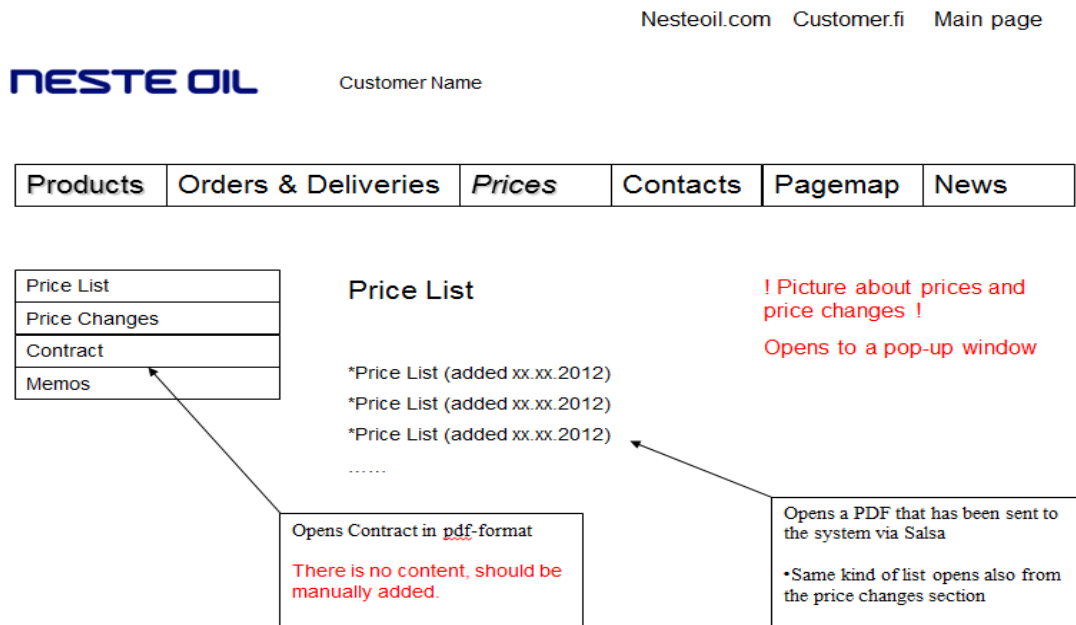 Nesteoil.com Customer.fi Main page
NESTE OIL
Customer Name
Products Orders & Deliveries Prices Contacts Pagemap News
Price List
Price Changes
Contract
Memos
Price List
*Price List (added xx.xx.2012)
*Price List (added xx.xx.2012)
*Price List (added xx.xx.2012)
......
! Picture about prices and
price changes !
Opens to a pop-up window
Opens Contract in pdf-format
There is no content, should be
manually added.
Opens a PDF that has been sent to
the system via Salsa
•Same kind of list opens also from
the price changes section